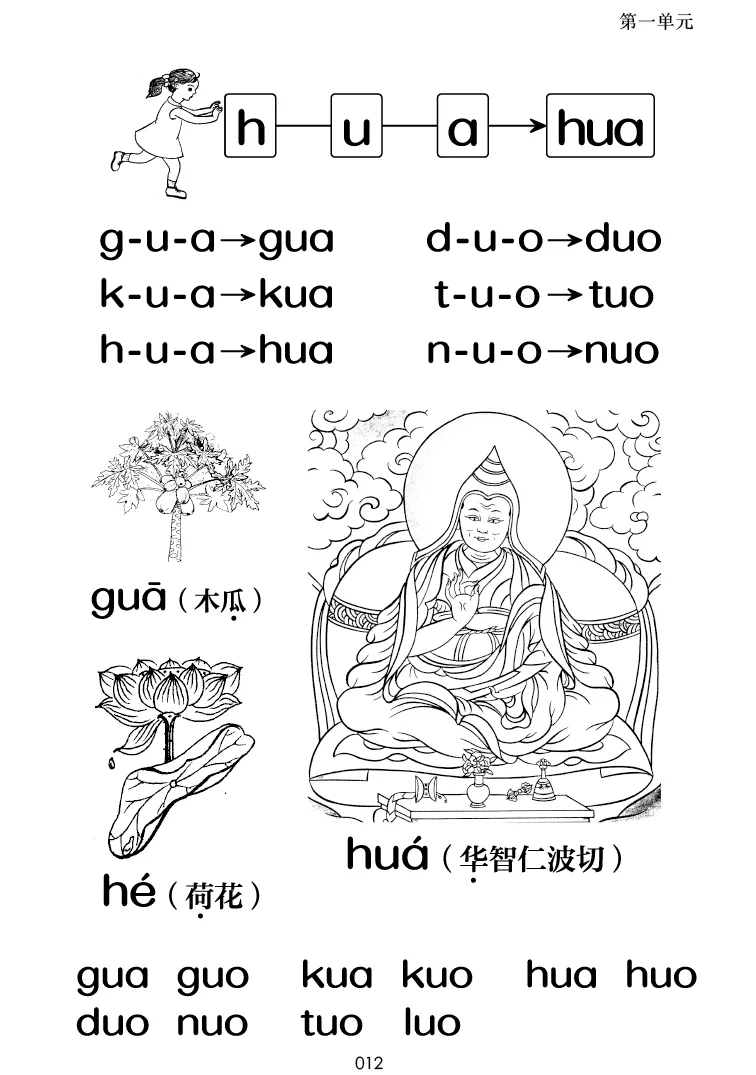 第一单元
h u a → hua
g-u-a→gua d-u-o→duo
k-u-a→kua t-u-o→tuo
h-u-a→hua n-u-o→nuo
guā（木瓜）
huá（华智仁波切）
hé（荷花）
gua guo kua kuo hua huo
duo nuo tuo luo
012